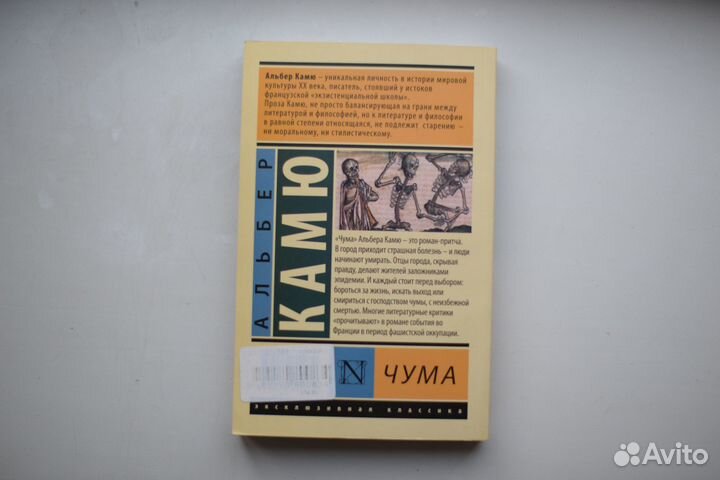 Альбер Камю – уникальная личность в истории мировой
культуры XX века, писатель, стоявший у истоков
французской «экзистенциальной школы».
Проза Камю, не просто балансирующая на грани между
литературой и философией, но к литературе и философии
в равной степени относящаяся, не подлежит старению –
ни моральному, ни стилистическому.
АЛЬБЕР
КАМЮ
«Чума» Альбера Камю – это роман-притча.
В город приходит страшная болезнь – и люди
начинают умирать. Отцы города, скрывая
правду, делают жителей заложниками
эпидемии. И каждый стоит перед выбором:
бороться за жизнь, искать выход или
смириться с господством чумы, с неизбежной
смертью. Многие литературные критики
«прочитывают» в романе события во
Франции в период фашистской оккупации.
N ЧУМА
эксклюзивная классика
Avito